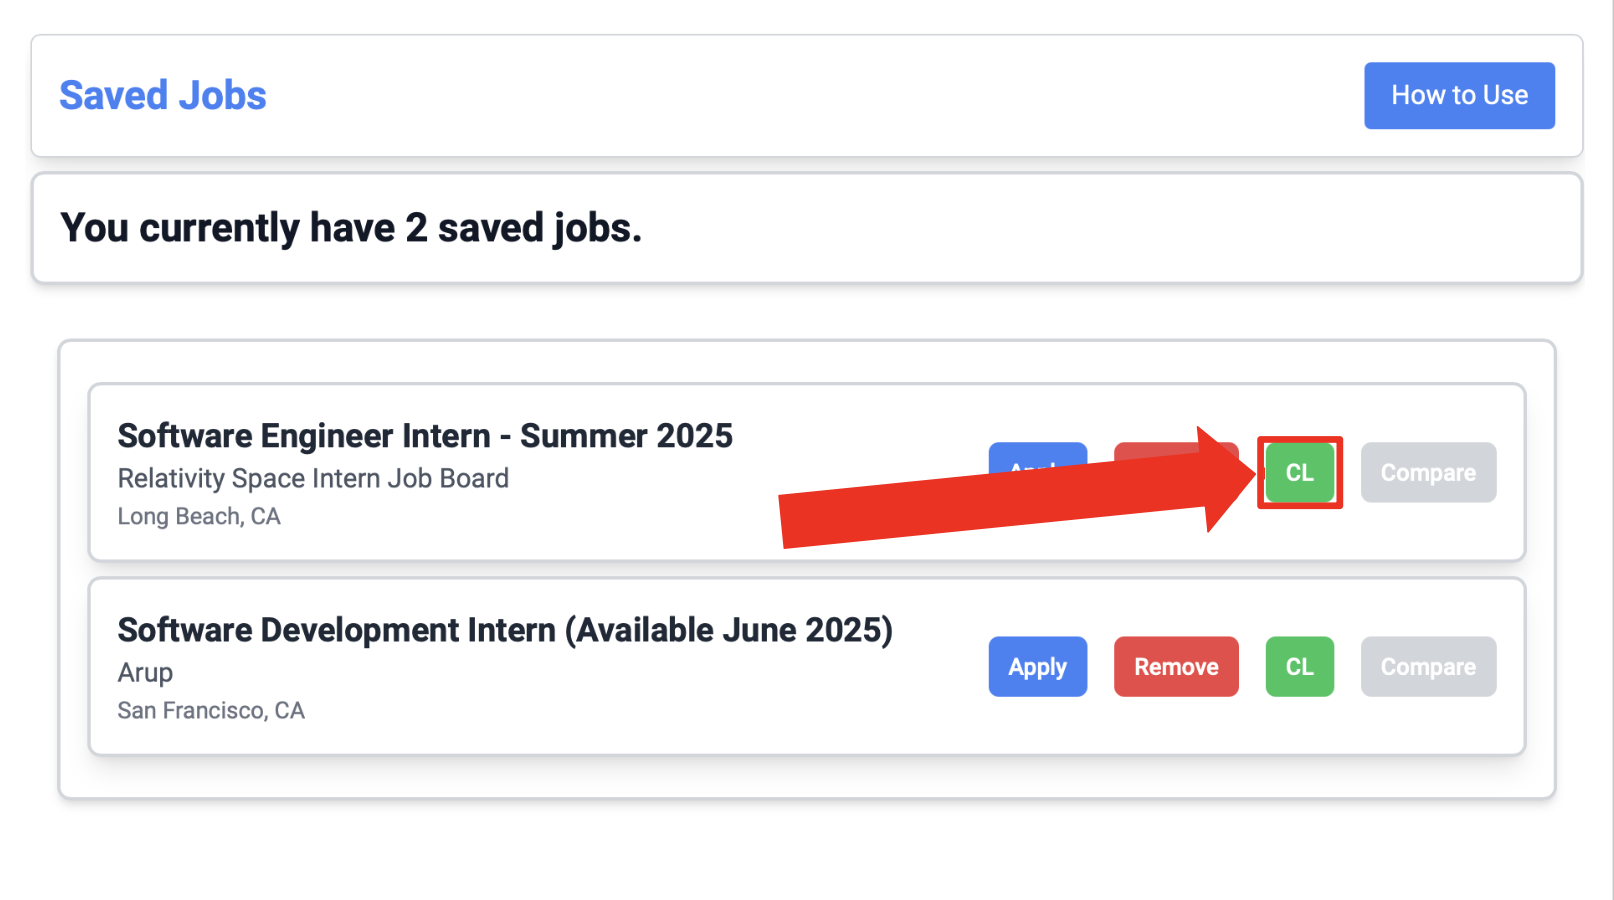 Saved Jobs
How to Use
You currently have 2 saved jobs.
Software Engineer Intern - Summer 2025
Relativity Space Intern Job Board
Long Beach, CA
CL
Compare
Software Development Intern (Available June 2025)
Arup
San Francisco, CA
Apply
Remove
CL
Compare